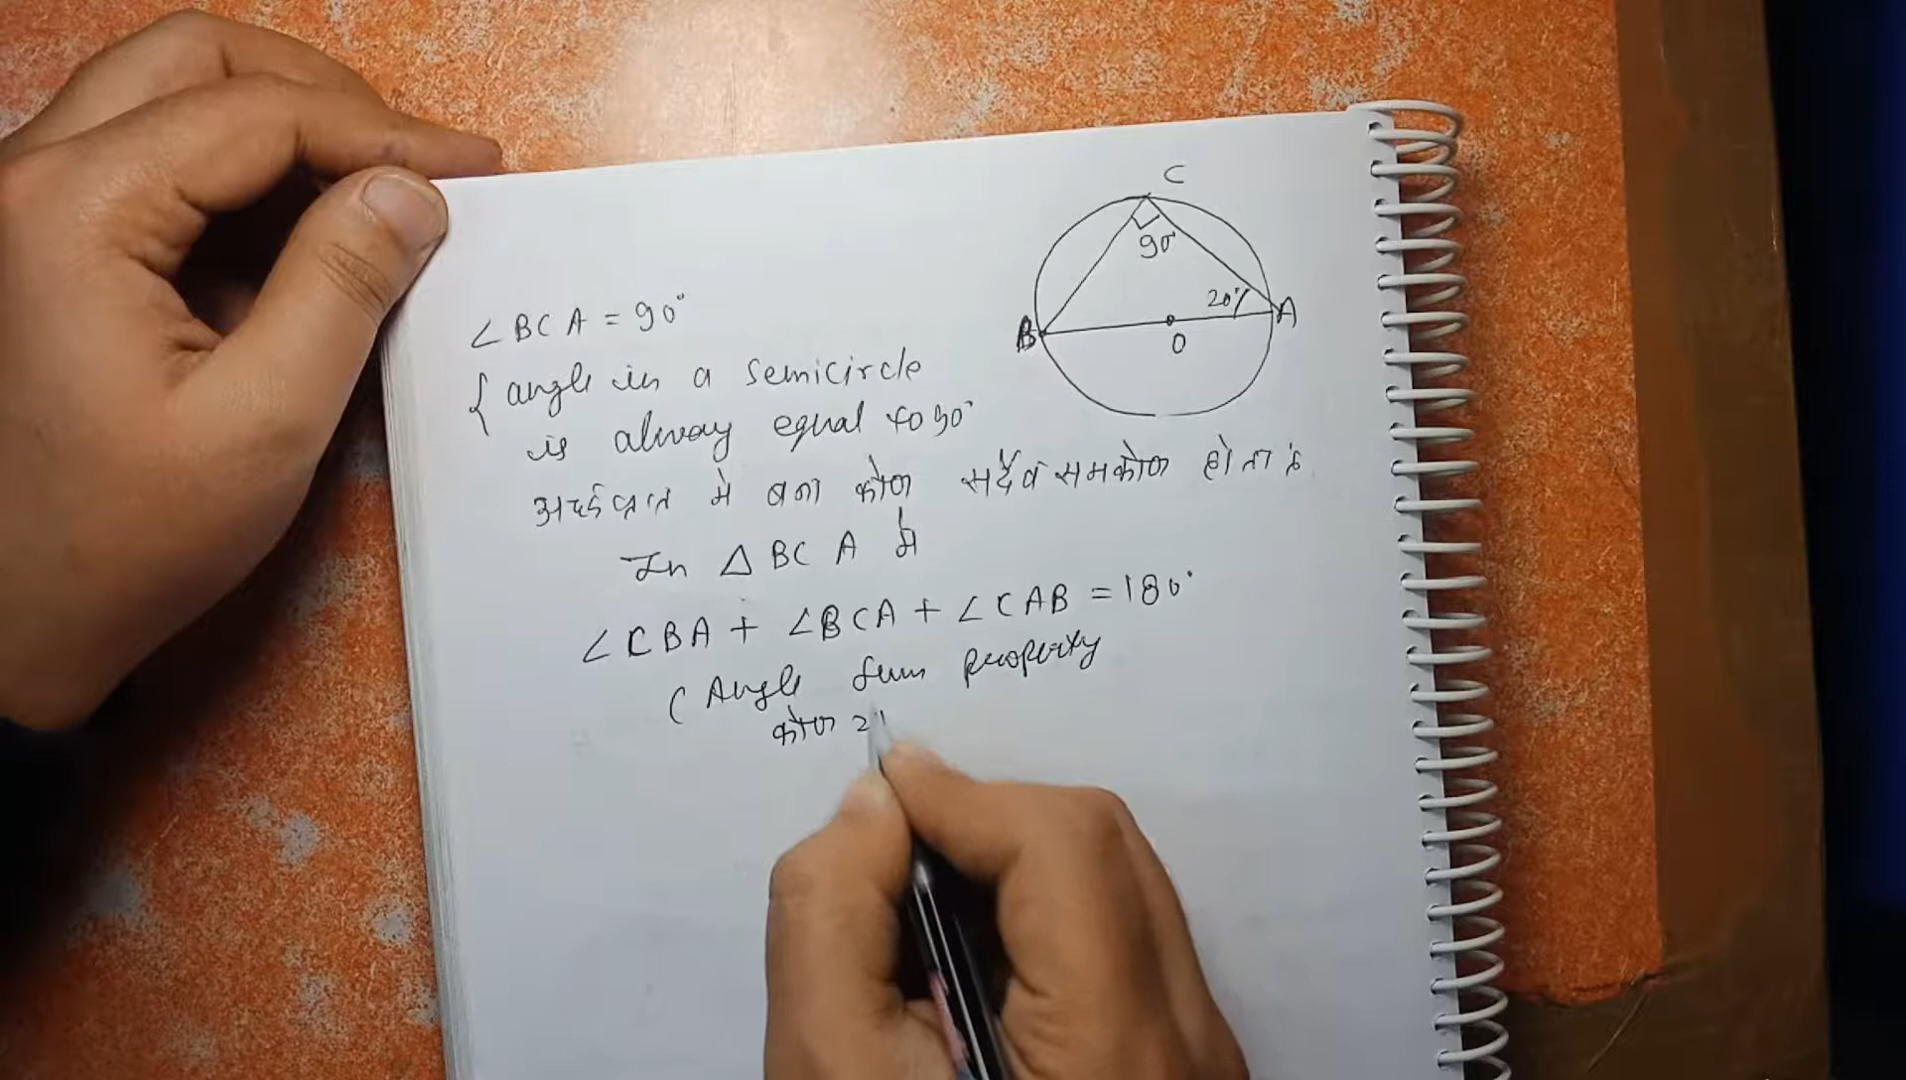 C
90°
20°
A
B
O
∠BCA = 90°
{ angle in a semicircle
is alway equal to 90°
अर्द्धवृत्त में बना कोण सदैव समकोण होता है
In △ BCA में
∠CBA + ∠BCA + ∠CAB = 180°
( Angle Sum property
कोण